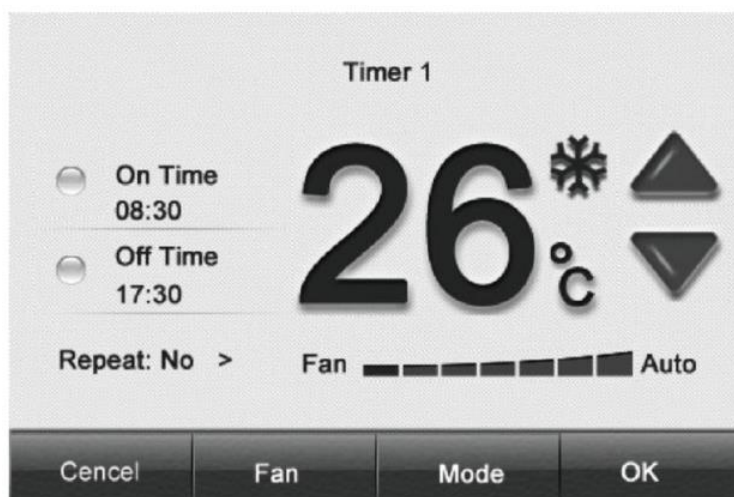 Timer 1
On Time
08:30
Off Time
17:30
26 °C
Repeat: No >
Fan Auto
Cencel Fan Mode OK